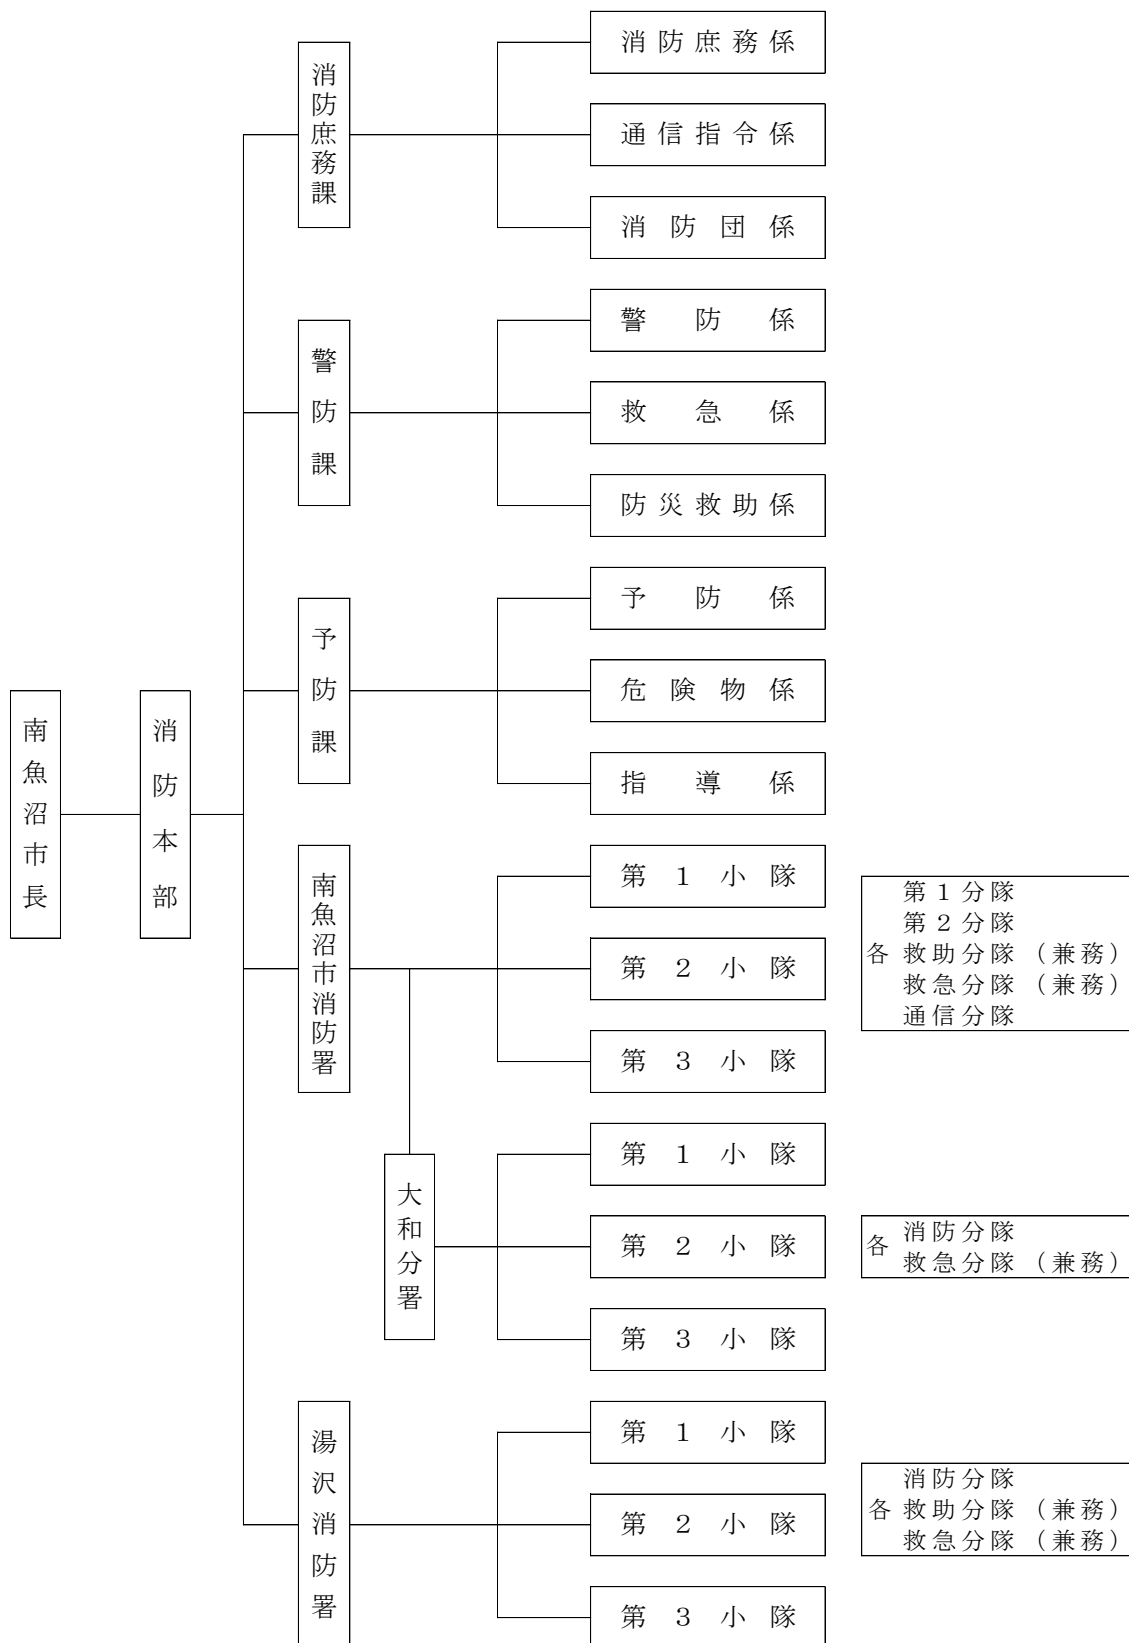 南魚沼市長
消防本部
消防庶務課
消防庶務係
通信指令係
消防団係
警防課
警防係
救急係
防災救助係
予防課
予防係
危険物係
指導係
南魚沼市消防署
第1小隊
第2小隊
第3小隊
第1分隊
第2分隊
各 救助分隊（兼務）
救急分隊（兼務）
通信分隊
大和分署
第1小隊
第2小隊
第3小隊
各
消防分隊
救急分隊（兼務）
湯沢消防署
第1小隊
第2小隊
第3小隊
消防分隊
各 救助分隊（兼務）
救急分隊（兼務）